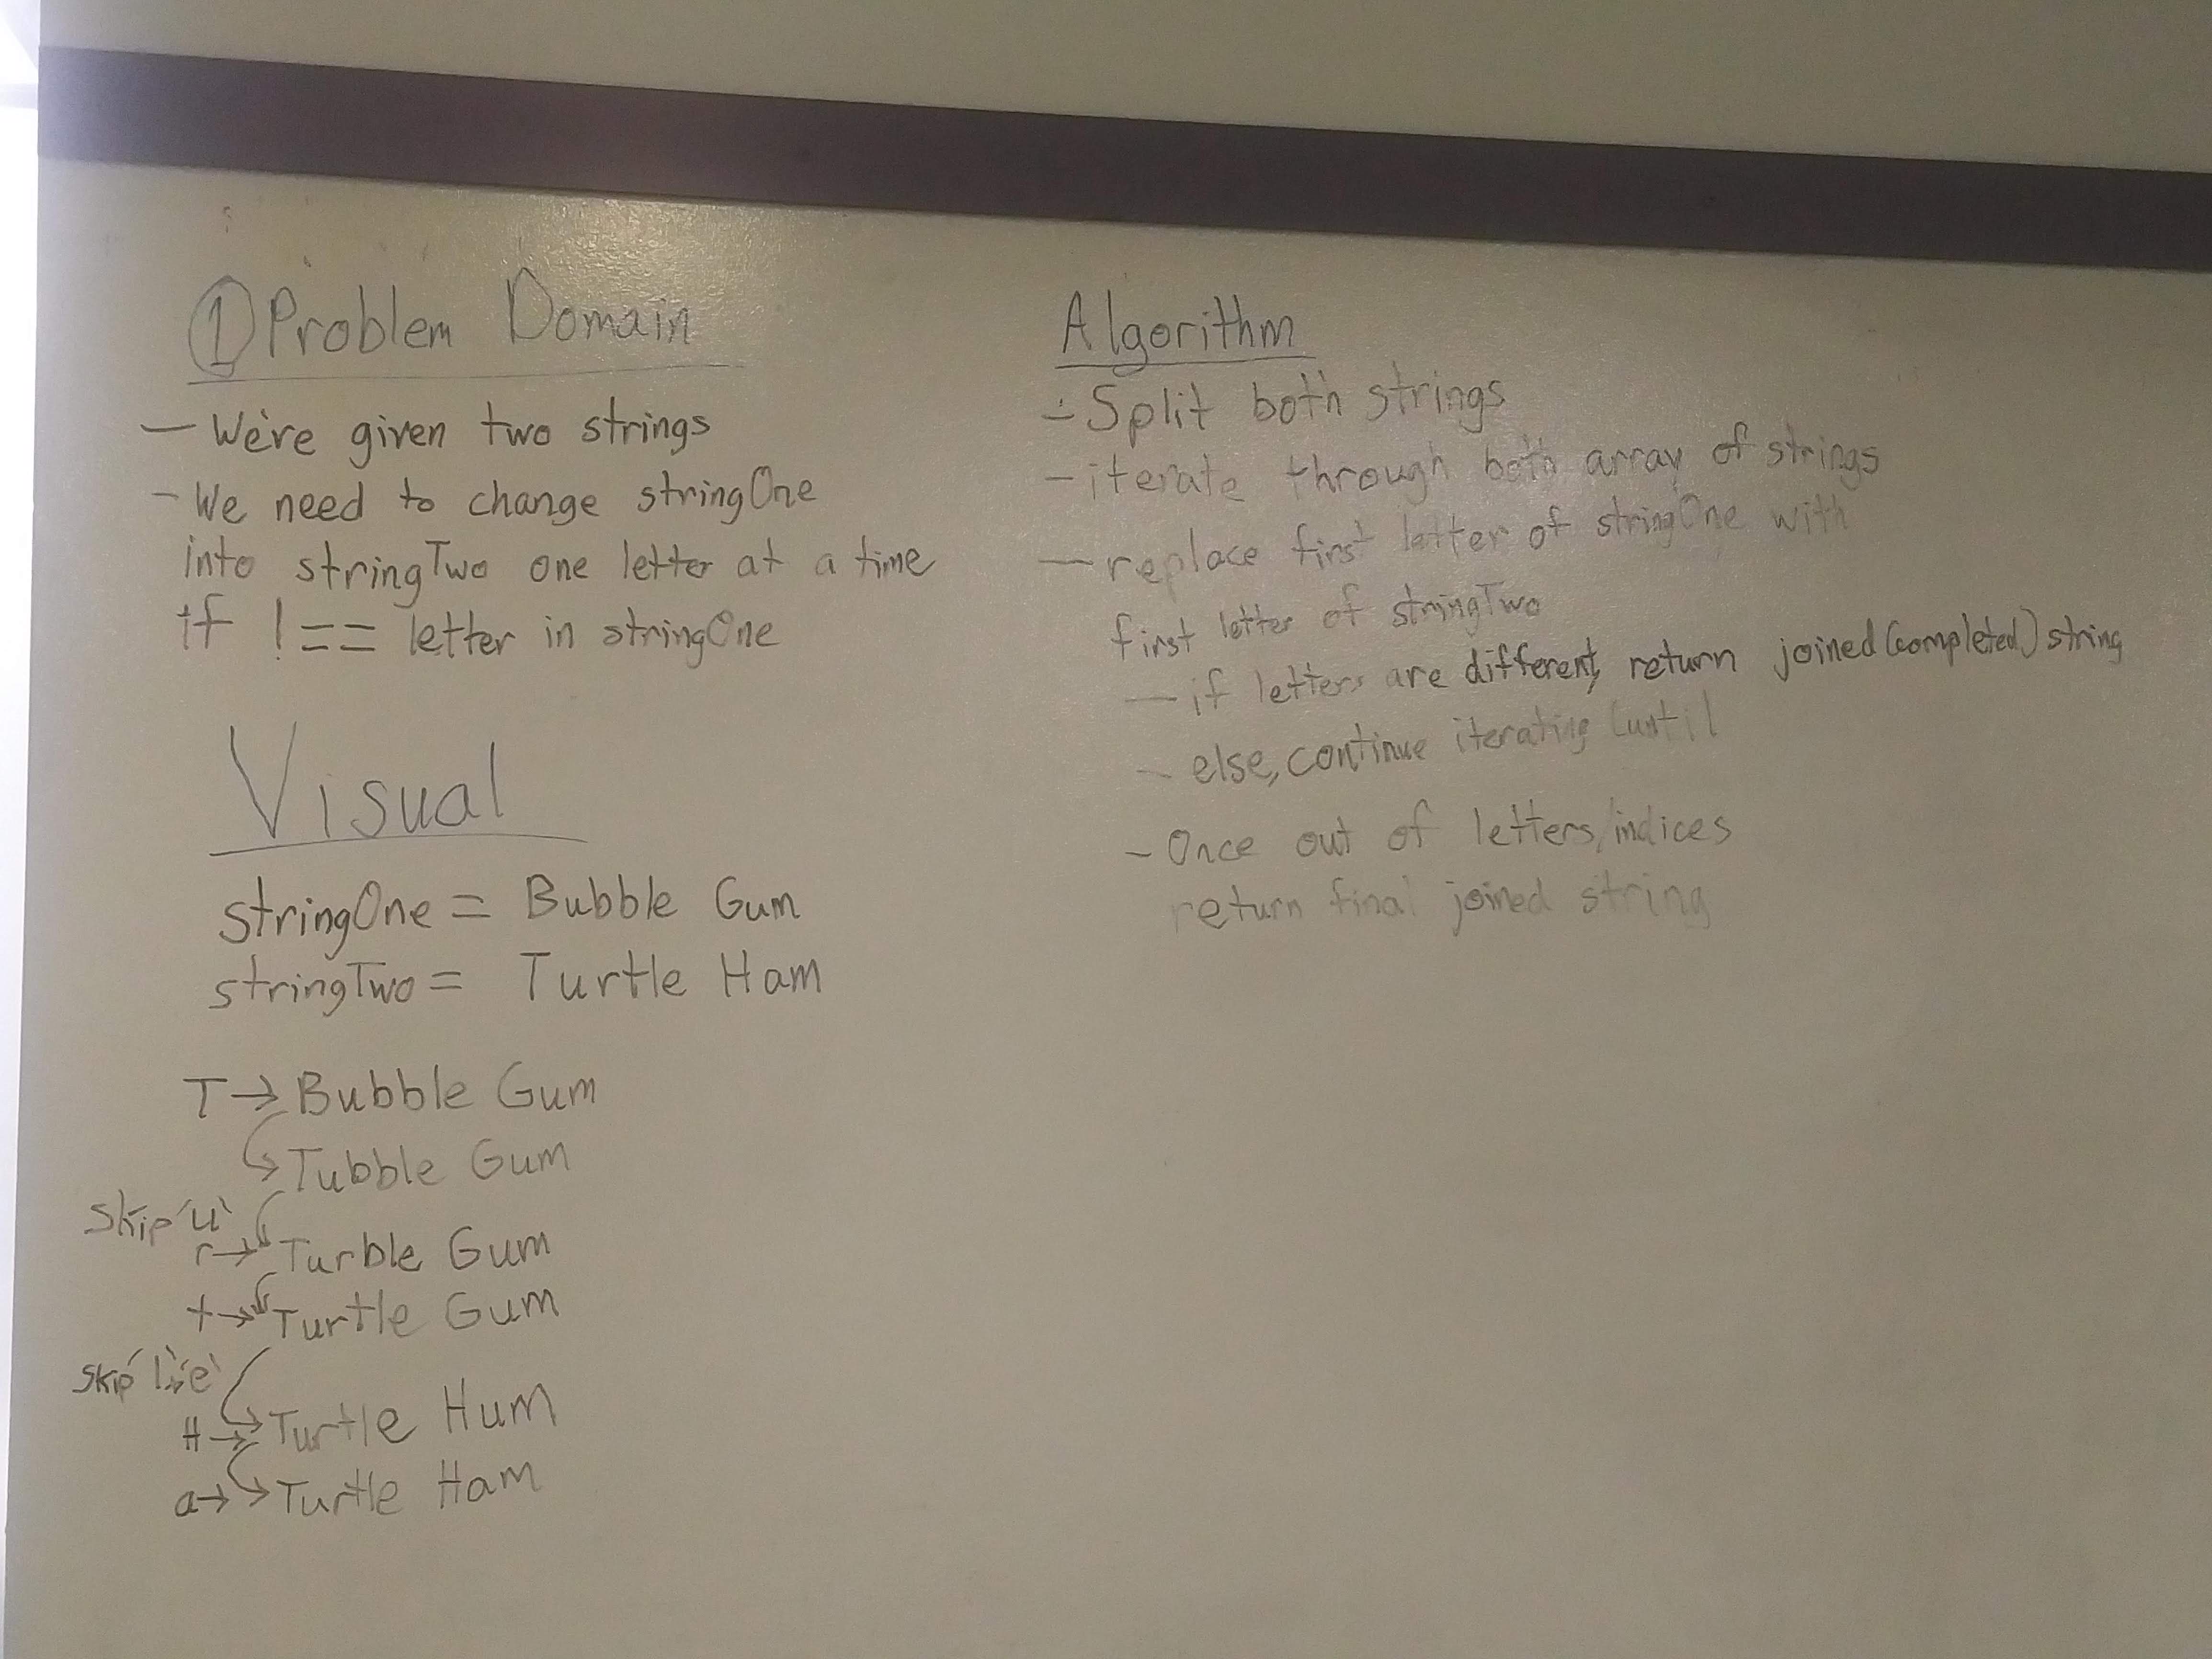 ① Problem Domain
- We're given two strings
- We need to change stringOne
into stringTwo one letter at a time
if !== letter in stringOne
Visual
stringOne = Bubble Gum
stringTwo = Turtle Ham
T → Bubble Gum
Tubble Gum
skip 'u'
r → Turble Gum
t → Turtle Gum
skip 'l', 'e'
H → Turtle Hum
a → Turtle Ham
Algorithm
- Split both strings
- iterate through both array of strings
- replace first letter of stringOne with
first letter of stringTwo
- if letters are different, return joined (completed) string
- else, continue iterating (until
- Once out of letters/indices
return final joined string